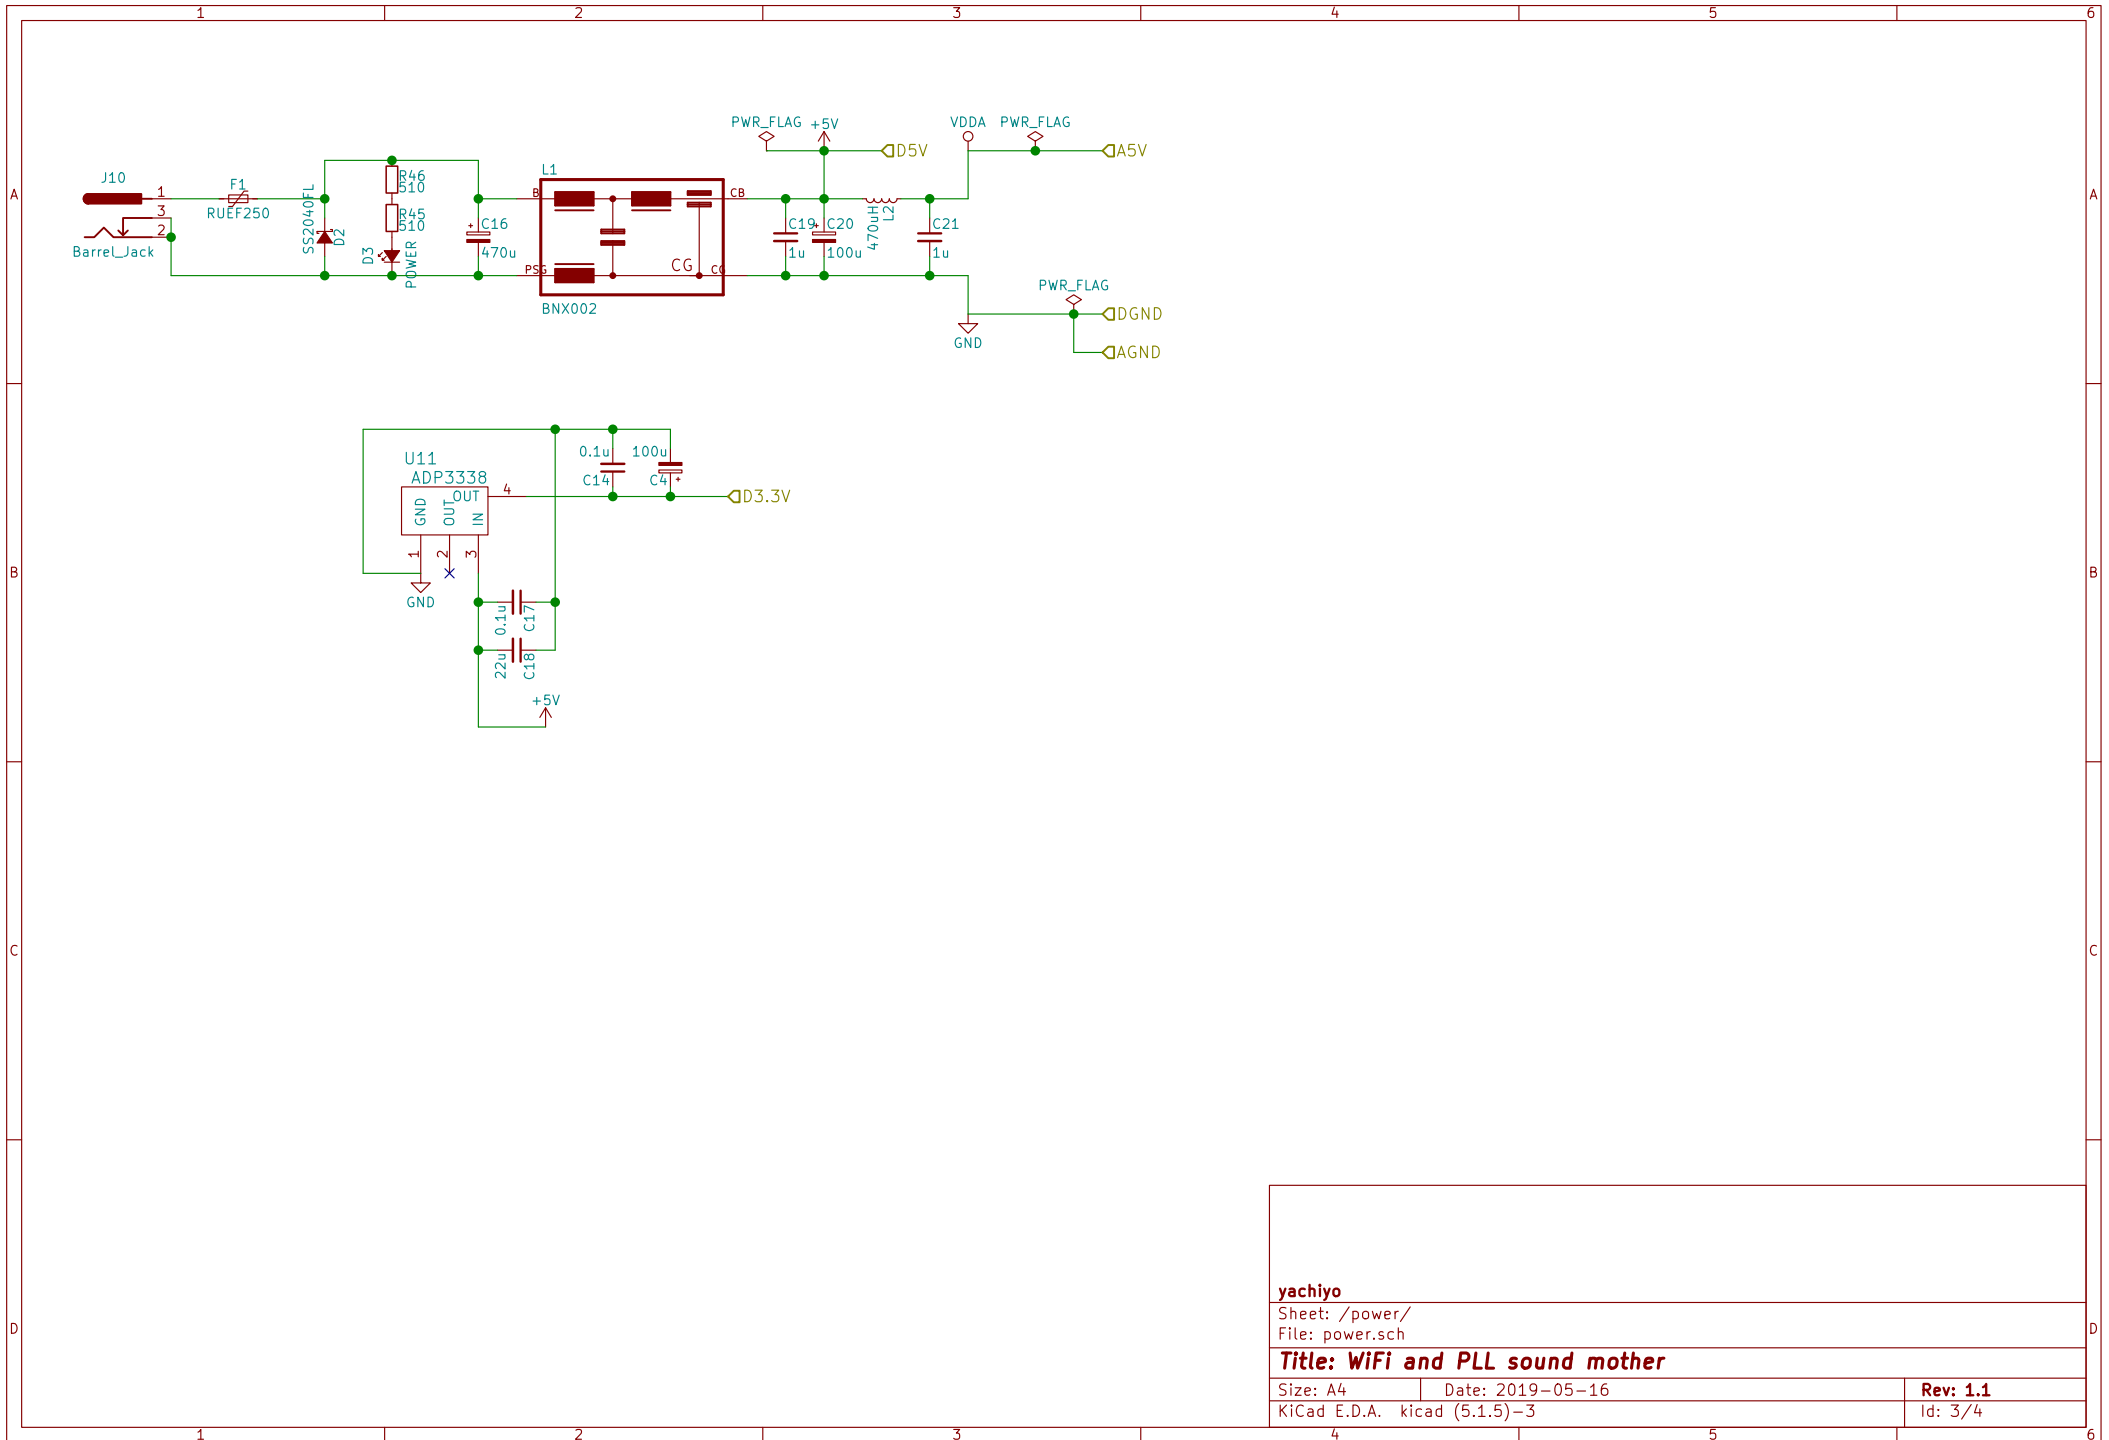 1 2 3 4 5 6
A
B
C
D
A
B
C
D
1 2 3 4 5 6
J10
1
3
2
Barrel_Jack
F1
RUEF250
SS2040FL
D2
R46
510
R45
510
D3
POWER
C16
+
470u
L1
B
CB
PSG
CG
CG
BNX002
PWR_FLAG
+5V
D5V
C19
1u
C20
+
100u
470uH
L2
C21
1u
VDDA
PWR_FLAG
A5V
PWR_FLAG
DGND
GND
AGND
U11
ADP3338
GND
OUT
OUT
IN
4
1
2
3
GND
0.1u
C14
100u
C4
+
D3.3V
0.1u
C17
22u
C18
+5V
yachiyo
Sheet: /power/
File: power.sch
Title: WiFi and PLL sound mother
Size: A4
Date: 2019-05-16
Rev: 1.1
KiCad E.D.A. kicad (5.1.5)-3
Id: 3/4